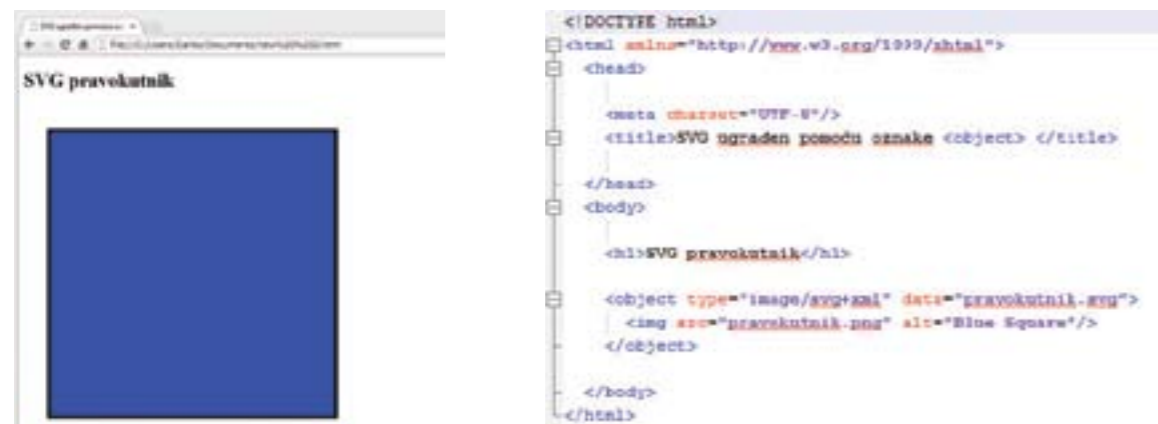 SVG pravokutnik
<!DOCTYPE html>
<html xmlns="http://www.w3.org/1999/xhtml">
<head>
<meta charset="UTF-8"/>
<title>SVG ugrađen pomoću oznake <object> </title>
</head>
<body>
<h1>SVG pravokutnik</h1>
<object type="image/svg+xml" data="pravokutnik.svg">
<img src="pravokutnik.png" alt="Blue Square"/>
</object>
</body>
</html>